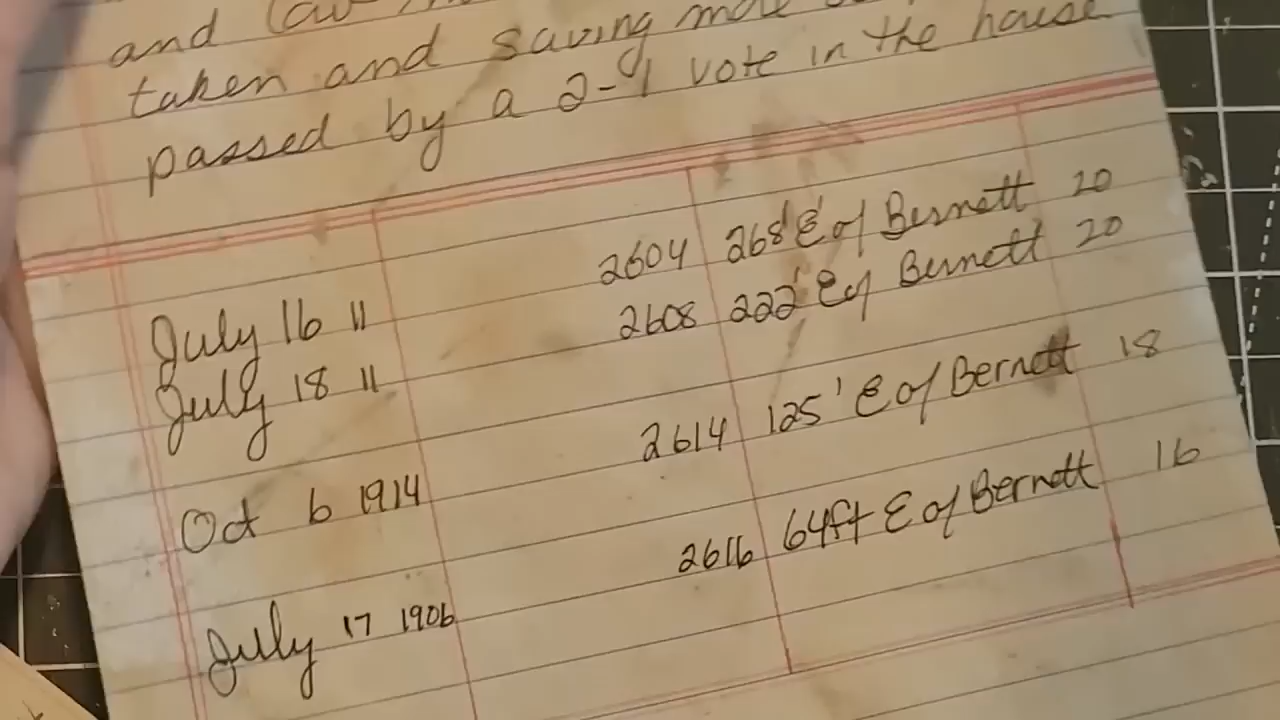 and law
taken and saving more
passed by a 2-1 vote in the house
July 16 11 2604 268' E of Bernett 20
July 18 11 2608 222' E of Bernett 20
Oct 6 1914 2614 125' E of Bernett 18
July 17 1906 2616 64ft E of Bernett 16